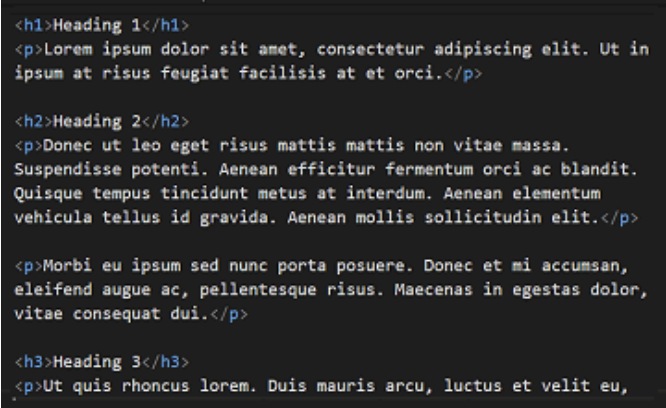 <h1>Heading 1</h1>
<p>Lorem ipsum dolor sit amet, consectetur adipiscing elit. Ut in
ipsum at risus feugiat facilisis at et orci.</p>
<h2>Heading 2</h2>
<p>Donec ut leo eget risus mattis mattis non vitae massa.
Suspendisse potenti. Aenean efficitur fermentum orci ac blandit.
Quisque tempus tincidunt metus at interdum. Aenean elementum
vehicula tellus id gravida. Aenean mollis sollicitudin elit.</p>
<p>Morbi eu ipsum sed nunc porta posuere. Donec et mi accumsan,
eleifend augue ac, pellentesque risus. Maecenas in egestas dolor,
vitae consequat dui.</p>
<h3>Heading 3</h3>
<p>Ut quis rhoncus lorem. Duis mauris arcu, luctus et velit eu,